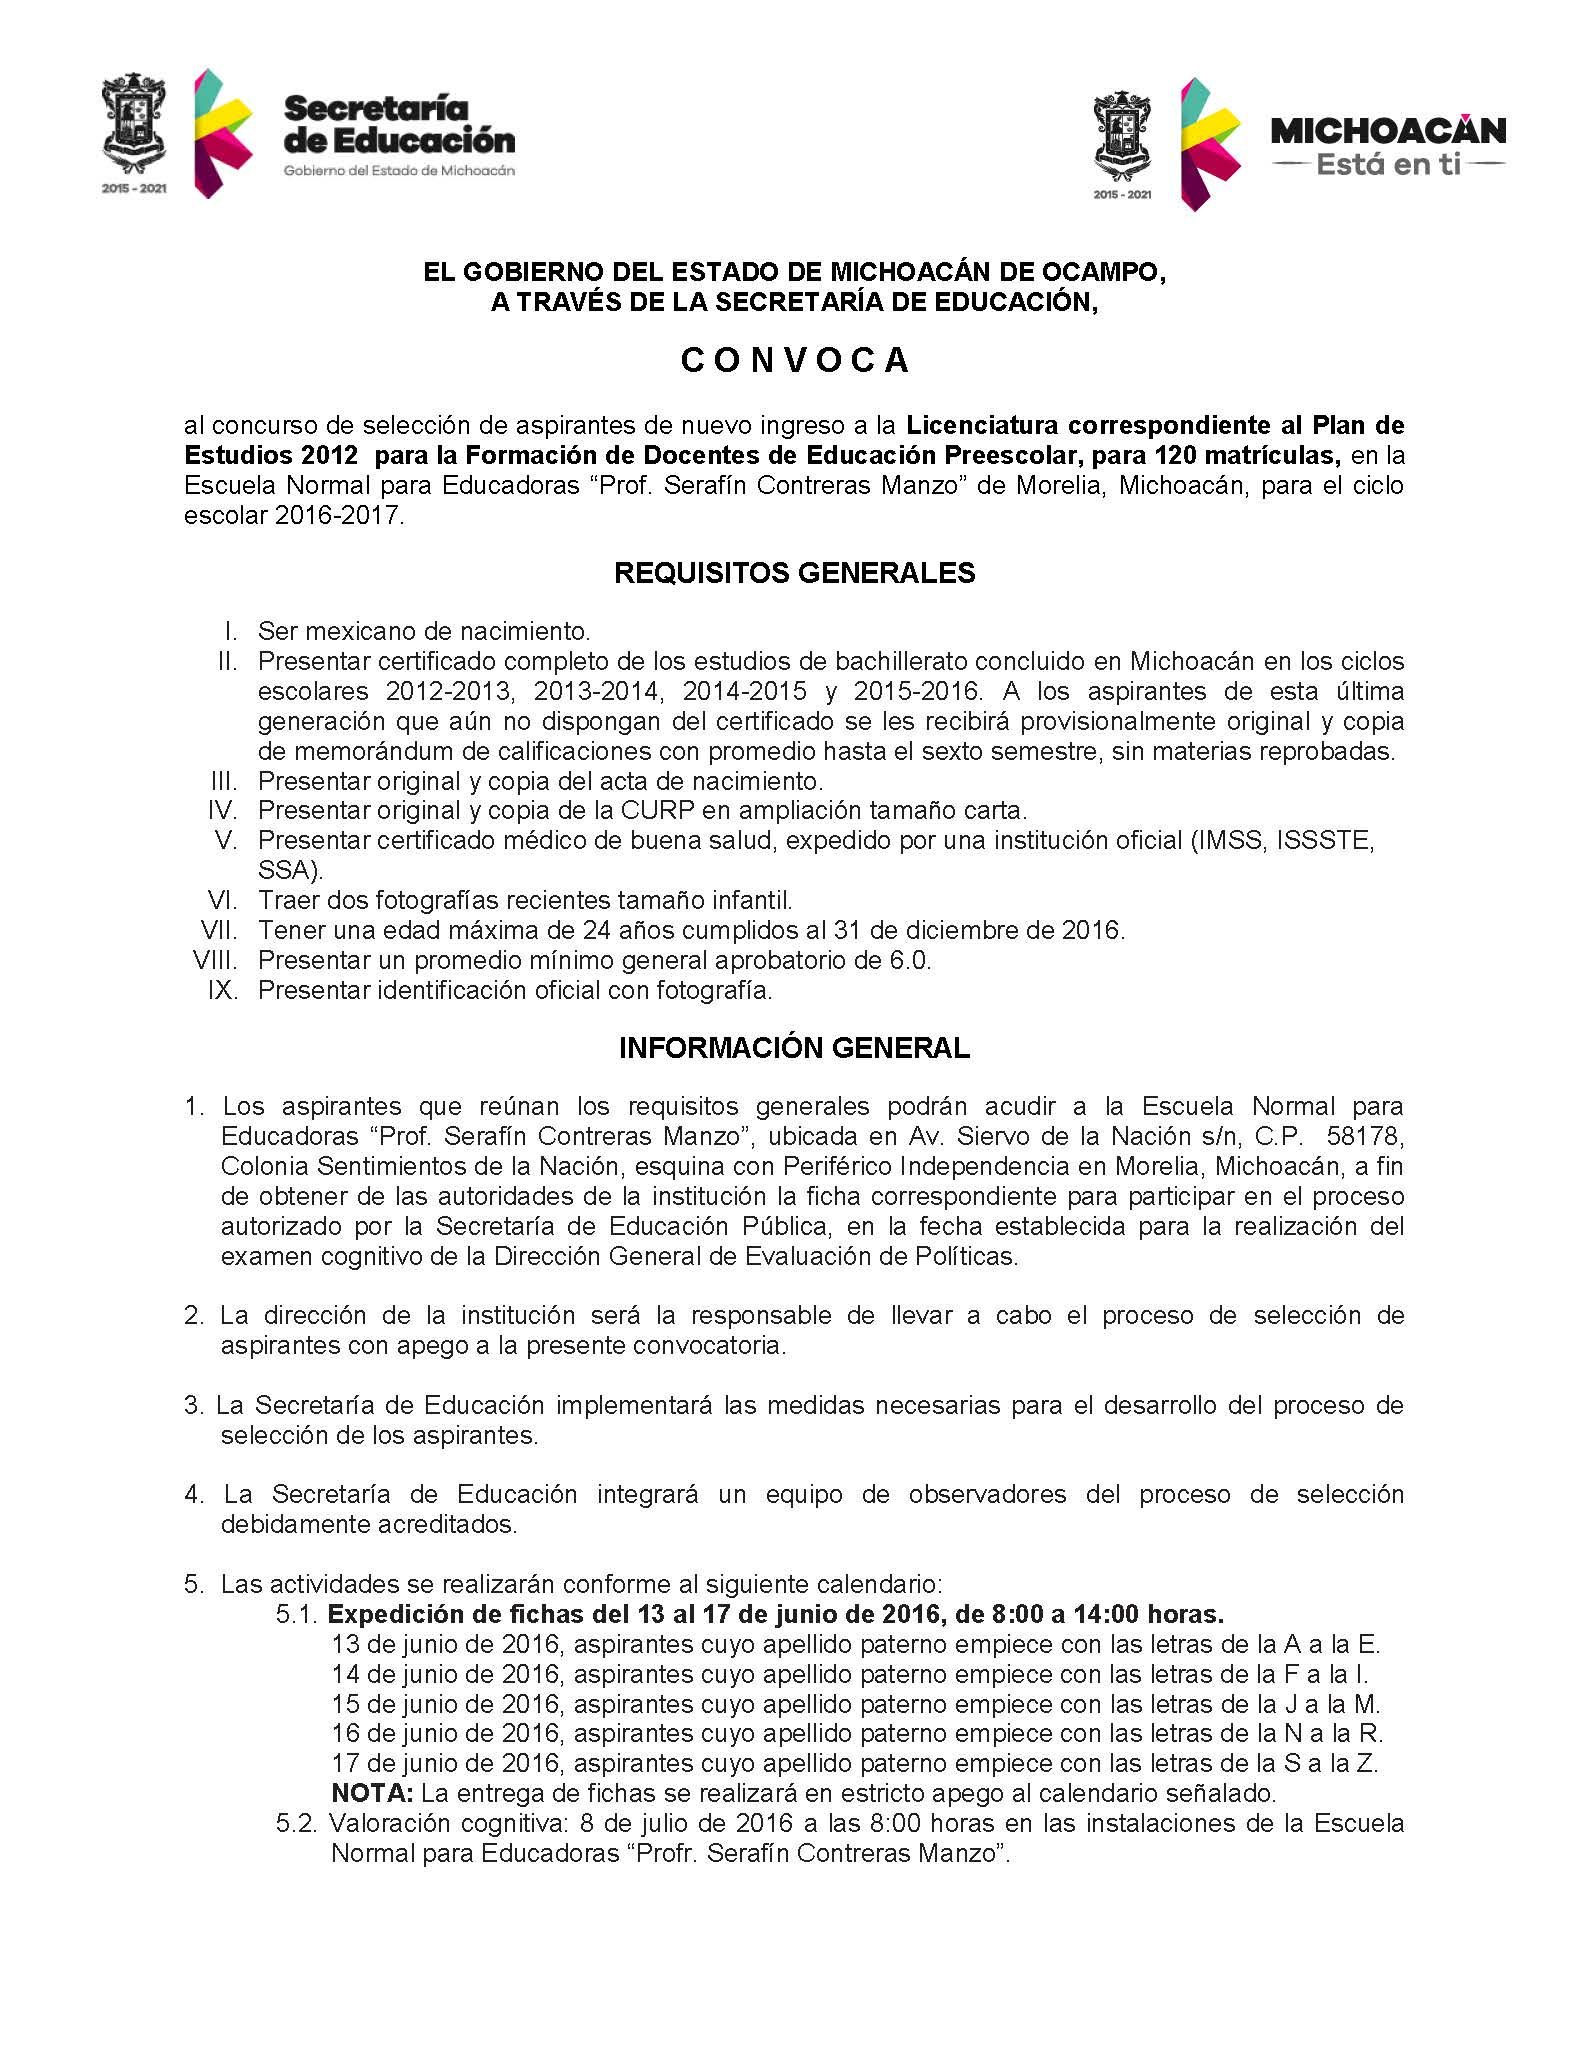 Secretaría
de Educación
Gobierno del Estado de Michoacán
2015 - 2021
MICHOACÁN
Está en ti
2015 - 2021
EL GOBIERNO DEL ESTADO DE MICHOACÁN DE OCAMPO,
A TRAVÉS DE LA SECRETARÍA DE EDUCACIÓN,
C O N V O C A
al concurso de selección de aspirantes de nuevo ingreso a la Licenciatura correspondiente al Plan de
Estudios 2012 para la Formación de Docentes de Educación Preescolar, para 120 matrículas, en la
Escuela Normal para Educadoras “Prof. Serafín Contreras Manzo” de Morelia, Michoacán, para el ciclo
escolar 2016-2017.
REQUISITOS GENERALES
I. Ser mexicano de nacimiento.
II. Presentar certificado completo de los estudios de bachillerato concluido en Michoacán en los ciclos
escolares 2012-2013, 2013-2014, 2014-2015 y 2015-2016. A los aspirantes de esta última
generación que aún no dispongan del certificado se les recibirá provisionalmente original y copia
de memorándum de calificaciones con promedio hasta el sexto semestre, sin materias reprobadas.
III. Presentar original y copia del acta de nacimiento.
IV. Presentar original y copia de la CURP en ampliación tamaño carta.
V. Presentar certificado médico de buena salud, expedido por una institución oficial (IMSS, ISSSTE,
SSA).
VI. Traer dos fotografías recientes tamaño infantil.
VII. Tener una edad máxima de 24 años cumplidos al 31 de diciembre de 2016.
VIII. Presentar un promedio mínimo general aprobatorio de 6.0.
IX. Presentar identificación oficial con fotografía.
INFORMACIÓN GENERAL
1. Los aspirantes que reúnan los requisitos generales podrán acudir a la Escuela Normal para
Educadoras “Prof. Serafín Contreras Manzo”, ubicada en Av. Siervo de la Nación s/n, C.P. 58178,
Colonia Sentimientos de la Nación, esquina con Periférico Independencia en Morelia, Michoacán, a fin
de obtener de las autoridades de la institución la ficha correspondiente para participar en el proceso
autorizado por la Secretaría de Educación Pública, en la fecha establecida para la realización del
examen cognitivo de la Dirección General de Evaluación de Políticas.
2. La dirección de la institución será la responsable de llevar a cabo el proceso de selección de
aspirantes con apego a la presente convocatoria.
3. La Secretaría de Educación implementará las medidas necesarias para el desarrollo del proceso de
selección de los aspirantes.
4. La Secretaría de Educación integrará un equipo de observadores del proceso de selección
debidamente acreditados.
5. Las actividades se realizarán conforme al siguiente calendario:
5.1. Expedición de fichas del 13 al 17 de junio de 2016, de 8:00 a 14:00 horas.
13 de junio de 2016, aspirantes cuyo apellido paterno empiece con las letras de la A a la E.
14 de junio de 2016, aspirantes cuyo apellido paterno empiece con las letras de la F a la I.
15 de junio de 2016, aspirantes cuyo apellido paterno empiece con las letras de la J a la M.
16 de junio de 2016, aspirantes cuyo apellido paterno empiece con las letras de la N a la R.
17 de junio de 2016, aspirantes cuyo apellido paterno empiece con las letras de la S a la Z.
NOTA: La entrega de fichas se realizará en estricto apego al calendario señalado.
5.2. Valoración cognitiva: 8 de julio de 2016 a las 8:00 horas en las instalaciones de la Escuela
Normal para Educadoras “Profr. Serafín Contreras Manzo”.